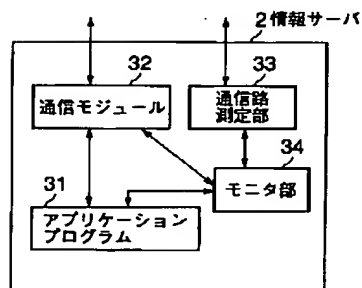 2 情報サーバ
32
通信モジュール
33
通信路
測定部
34
モニタ部
31
アプリケーション
プログラム